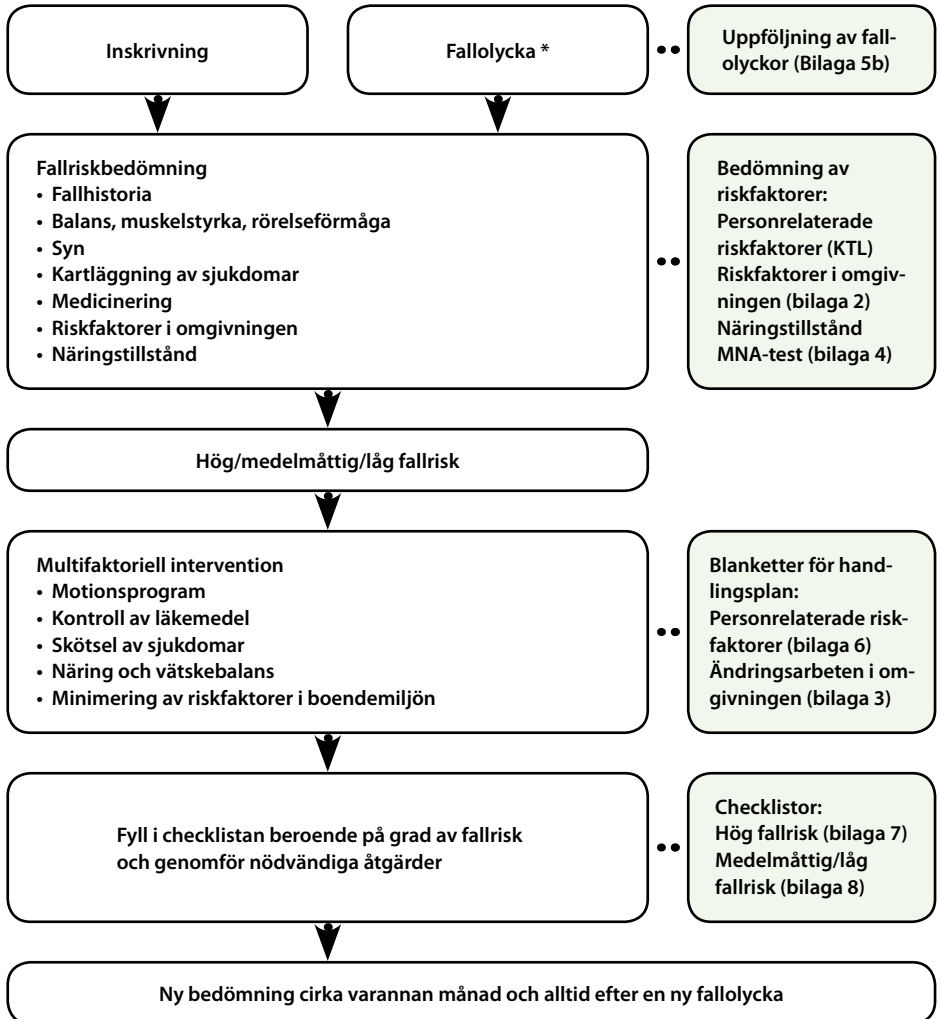 Inskrivning
Fallolycka *
Uppföljning av fall-
olyckor (Bilaga 5b)
Fallriskbedömning
• Fallhistoria
• Balans, muskelstyrka, rörelseförmåga
• Syn
• Kartläggning av sjukdomar
• Medicinering
• Riskfaktorer i omgivningen
• Näringstillstånd
Bedömning av
riskfaktorer:
Personrelaterade
riskfaktorer (KTL)
Riskfaktorer i omgiv-
ningen (bilaga 2)
Näringstillstånd
MNA-test (bilaga 4)
Hög/medelmåttig/låg fallrisk
Multifaktoriell intervention
• Motionsprogram
• Kontroll av läkemedel
• Skötsel av sjukdomar
• Näring och vätskebalans
• Minimering av riskfaktorer i boendemiljön
Blanketter för hand-
lingsplan:
Personrelaterade risk-
faktorer (bilaga 6)
Ändringsarbeten i om-
givningen (bilaga 3)
Fyll i checklistan beroende på grad av fallrisk
och genomför nödvändiga åtgärder
Checklistor:
Hög fallrisk (bilaga 7)
Medelmåttig/låg
fallrisk (bilaga 8)
Ny bedömning cirka varannan månad och alltid efter en ny fallolycka